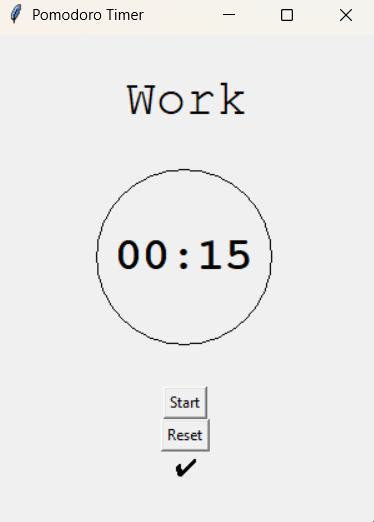 Pomodoro Timer
Work
00:15
Start
Reset
✔